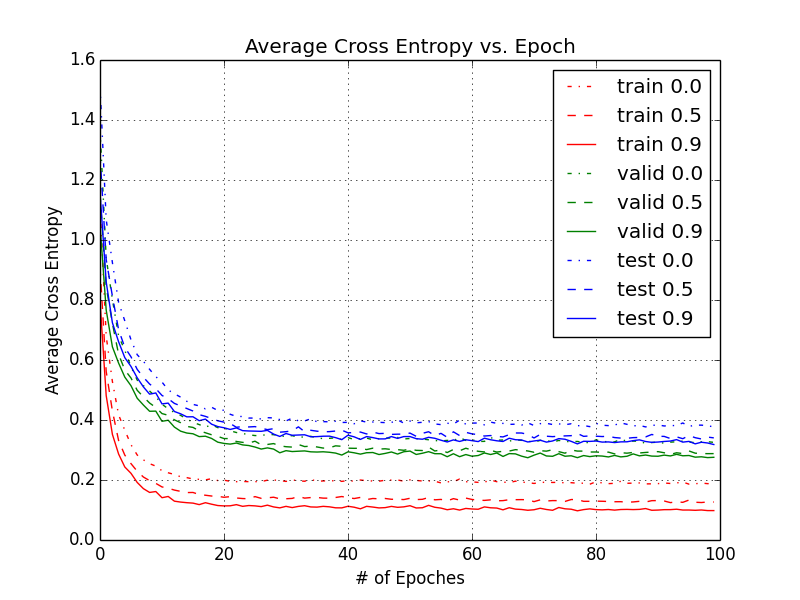 Average Cross Entropy vs. Epoch
1.6
1.4
1.2
1.0
0.8
0.6
0.4
0.2
0.0
Average Cross Entropy
train 0.0
train 0.5
train 0.9
valid 0.0
valid 0.5
valid 0.9
test 0.0
test 0.5
test 0.9
0 20 40 60 80 100
# of Epoches